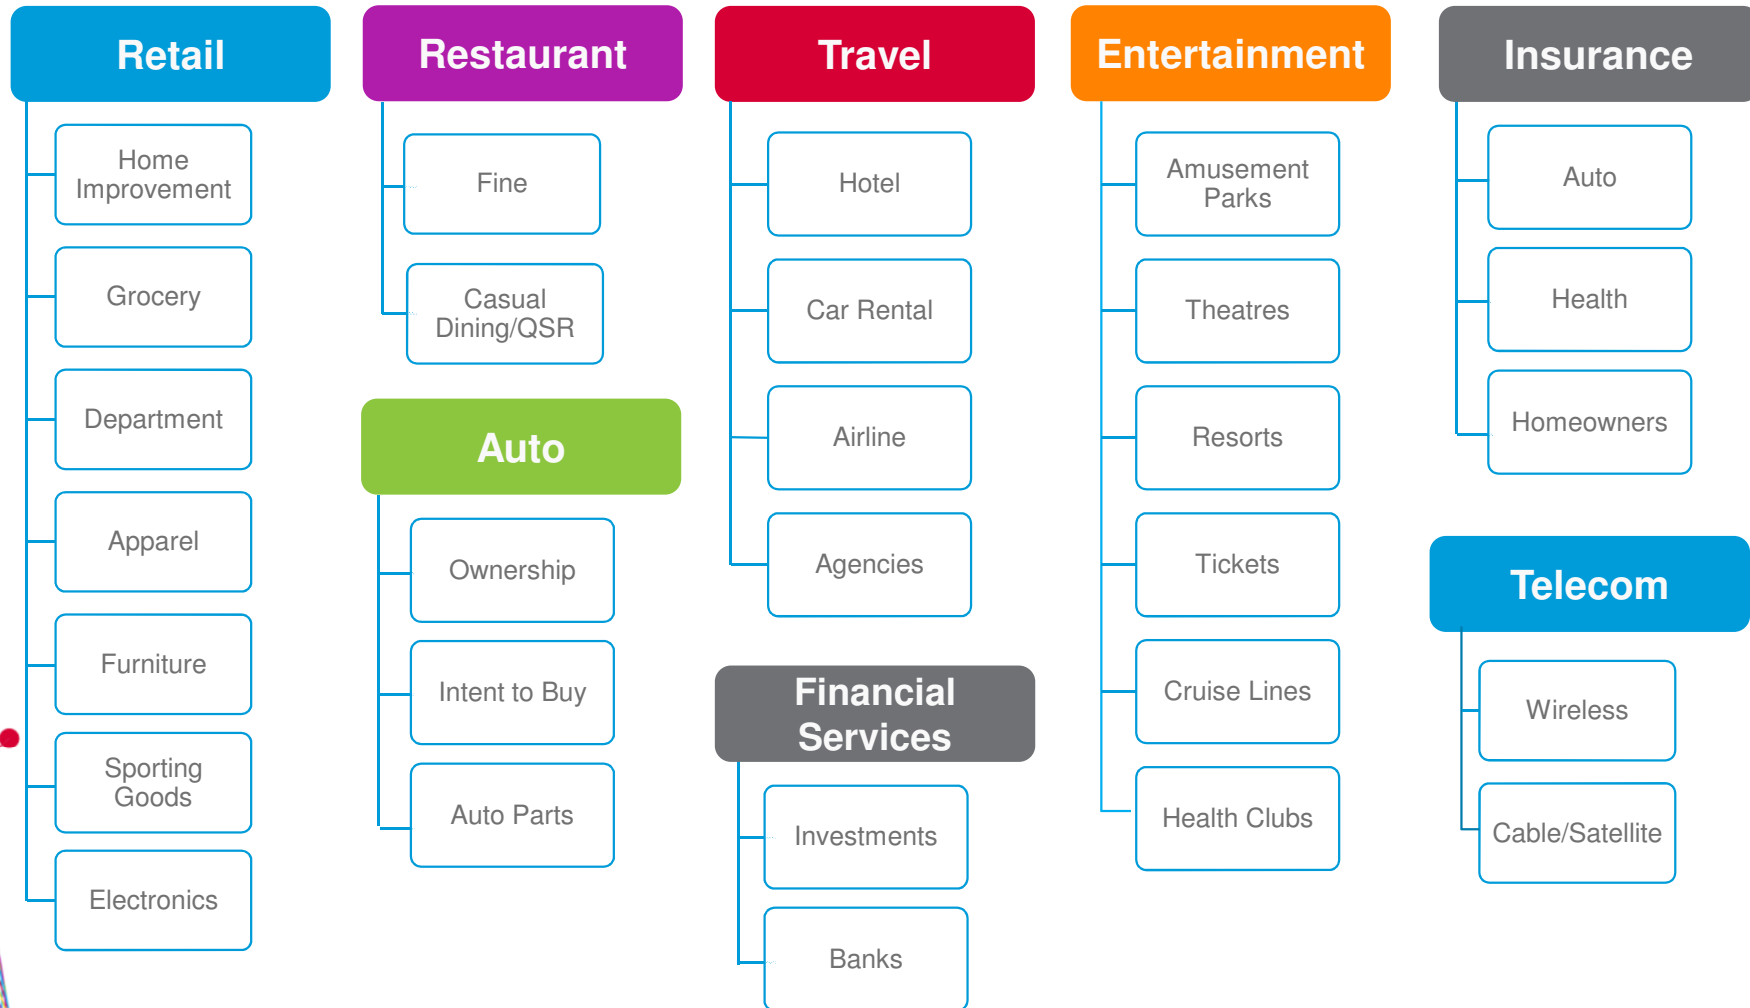 Retail
Home
Improvement
Grocery
Department
Apparel
Furniture
Sporting
Goods
Electronics
Restaurant
Fine
Casual
Dining/QSR
Auto
Ownership
Intent to Buy
Auto Parts
Travel
Hotel
Car Rental
Airline
Agencies
Financial
Services
Investments
Banks
Entertainment
Amusement
Parks
Theatres
Resorts
Tickets
Cruise Lines
Health Clubs
Insurance
Auto
Health
Homeowners
Telecom
Wireless
Cable/Satellite